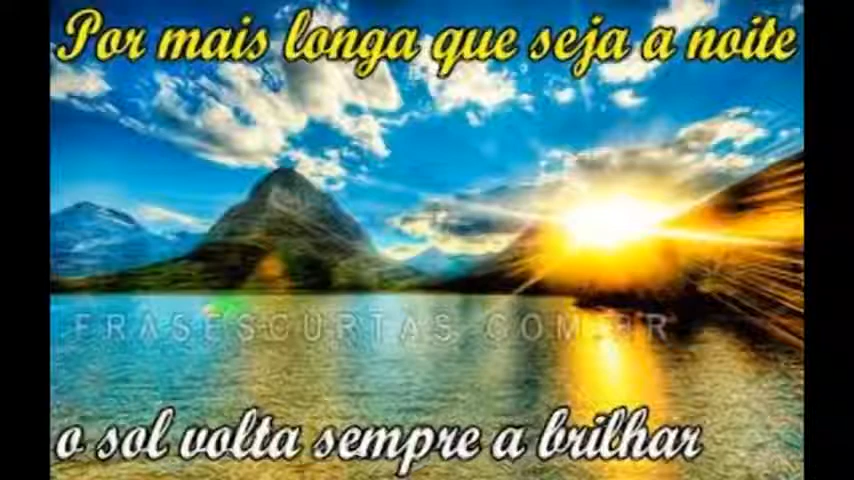 Por mais longa que seja a noite
FRASESCURTAS.COM.BR
o sol volta sempre a brilhar